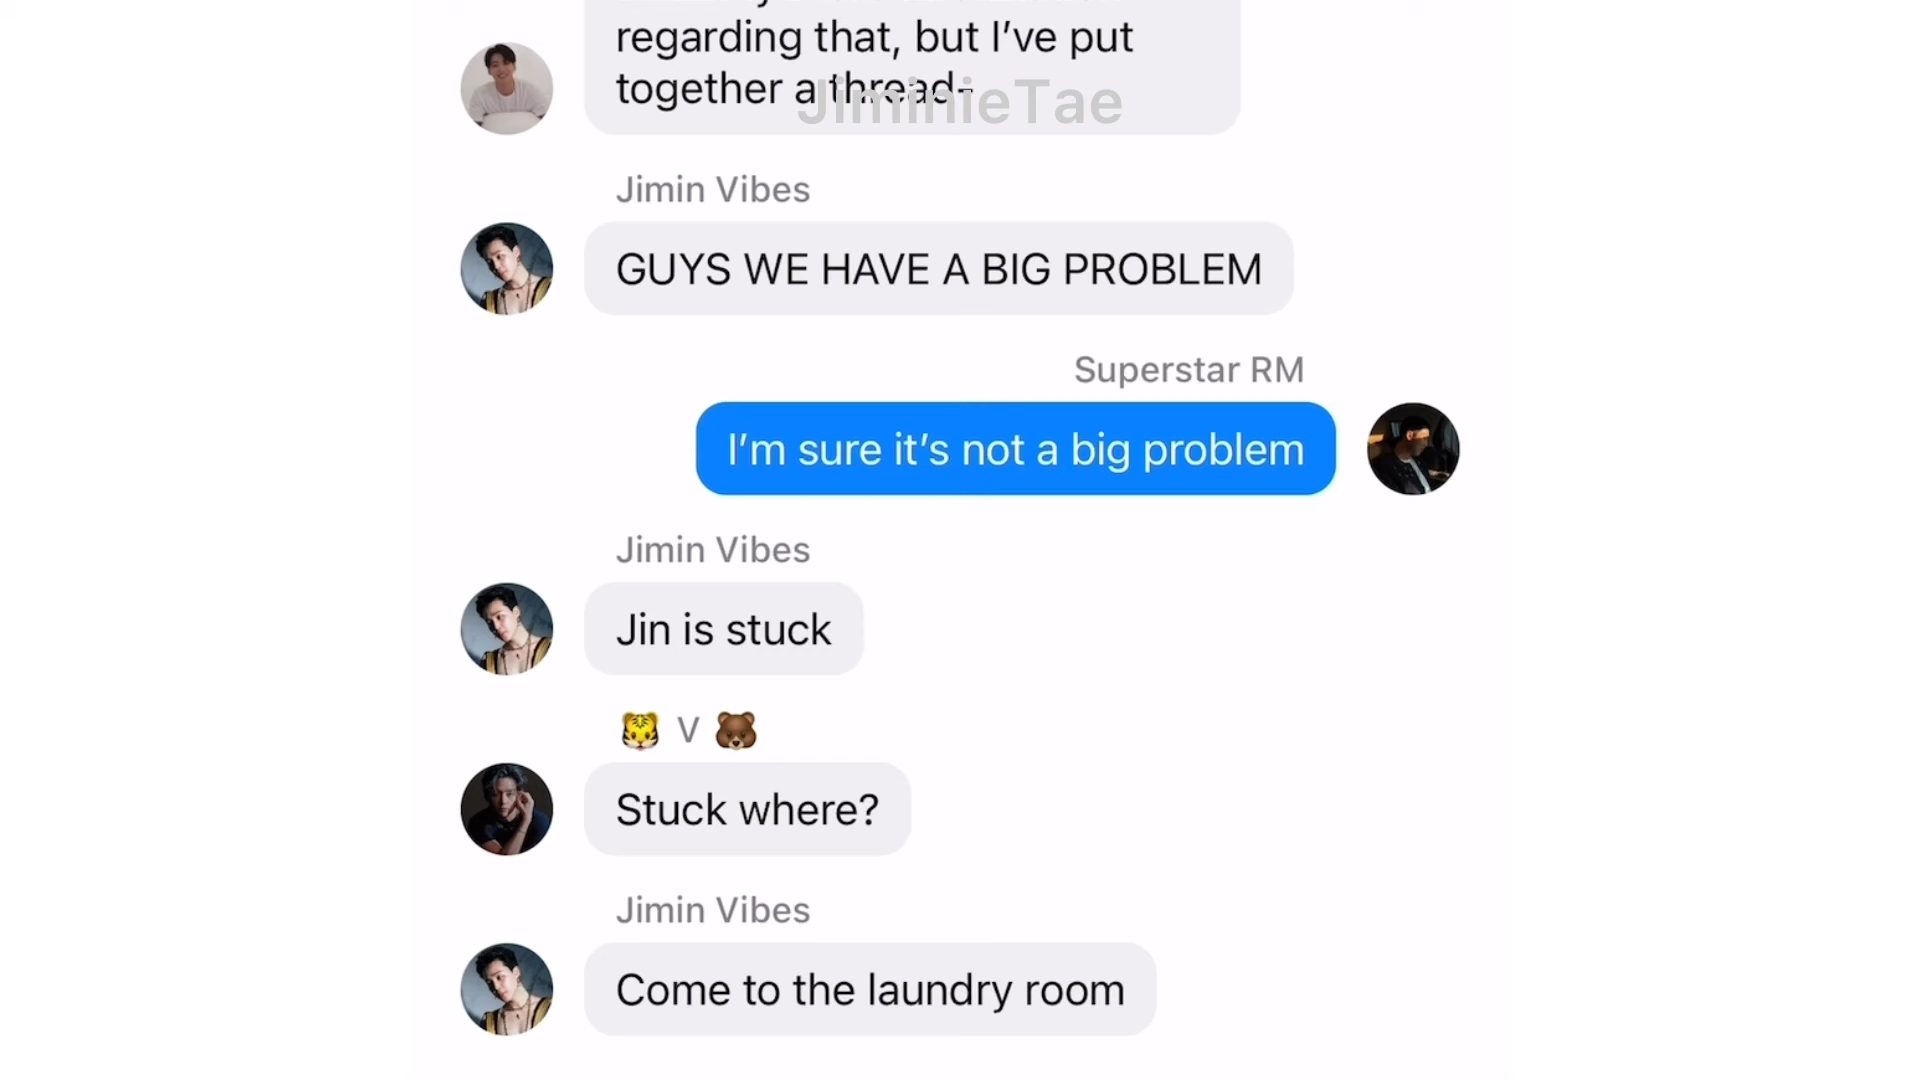 regarding that, but I’ve put
together a thread-
JiminieTae
Jimin Vibes
GUYS WE HAVE A BIG PROBLEM
Superstar RM
I’m sure it’s not a big problem
Jimin Vibes
Jin is stuck
🐯 V 🐻
Stuck where?
Jimin Vibes
Come to the laundry room